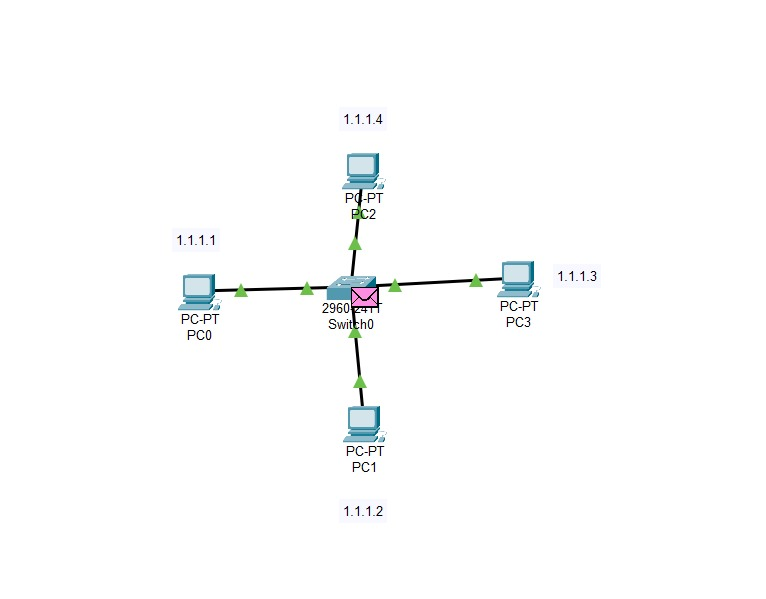 1.1.1.4
PC-PT
PC2
1.1.1.1
1.1.1.3
PC-PT
PC0
PC-PT
PC3
Switch0
PC-PT
PC1
1.1.1.2